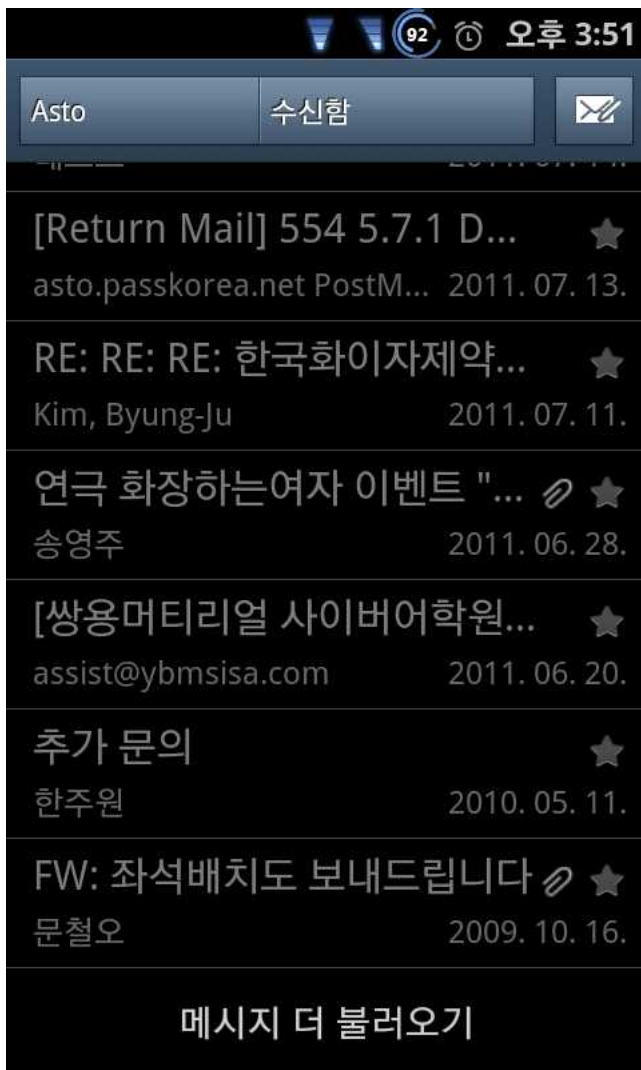 92 오후 3:51
Asto 수신함
[Return Mail] 554 5.7.1 D...
asto.passkorea.net PostM... 2011. 07. 13.
RE: RE: RE: 한국화이자제약...
Kim, Byung-Ju 2011. 07. 11.
연극 화장하는여자 이벤트 "...
송영주 2011. 06. 28.
[쌍용머티리얼 사이버어학원...
assist@ybmsisa.com 2011. 06. 20.
추가 문의
한주원 2010. 05. 11.
FW: 좌석배치도 보내드립니다
문철오 2009. 10. 16.
메시지 더 불러오기